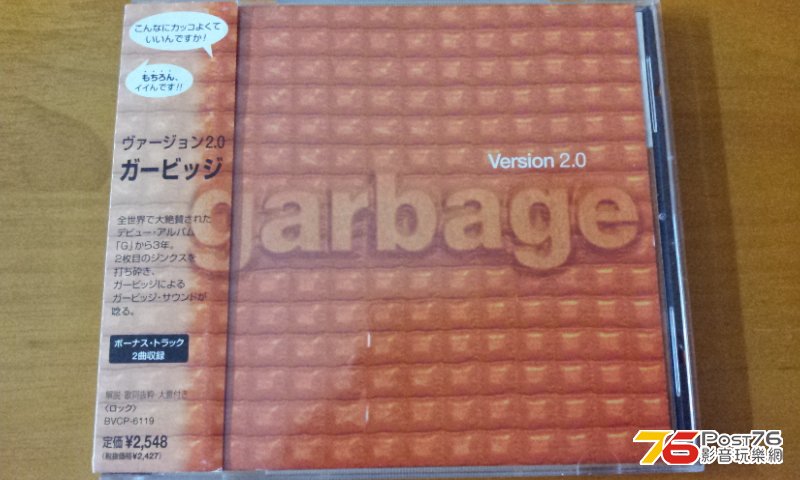 こんなにカッコよくて
いいんですか!
もちろん、
イイんです!!
ヴァージョン2.0
ガービッジ
全世界で大絶賛された
デビュー・アルバム
「G」から3年。
2枚目のジンクスを
打ち砕き、
ガービッジによる
ガービッジ・サウンドが
唸る。
ボーナス・トラック
2曲収録
解説・歌詞抜粋・大意付き
〈ロック〉
BVCP-6119
定価¥2,548
(税抜価格¥2,427)
Version 2.0
garbage
76 Post76
影音玩樂網